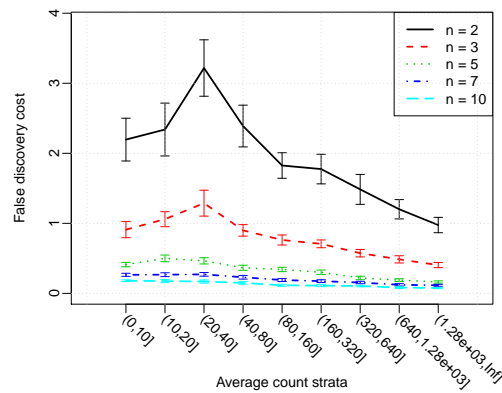 4
3
2
1
0
False discovery cost
n = 2
n = 3
n = 5
n = 7
n = 10
(0,10]
(10,20]
(20,40]
(40,80]
(80,160]
(160,320]
(320,640]
(640,1.28e+03]
(1.28e+03,Inf]
Average count strata